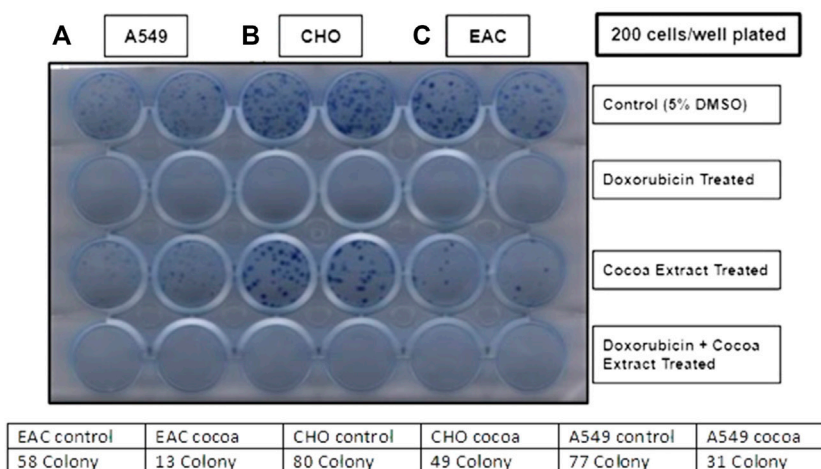 A A549 B CHO C EAC 200 cells/well plated
Control (5% DMSO)
Doxorubicin Treated
Cocoa Extract Treated
Doxorubicin + Cocoa
Extract Treated
EAC control EAC cocoa CHO control CHO cocoa A549 control A549 cocoa
58 Colony 13 Colony 80 Colony 49 Colony 77 Colony 31 Colony